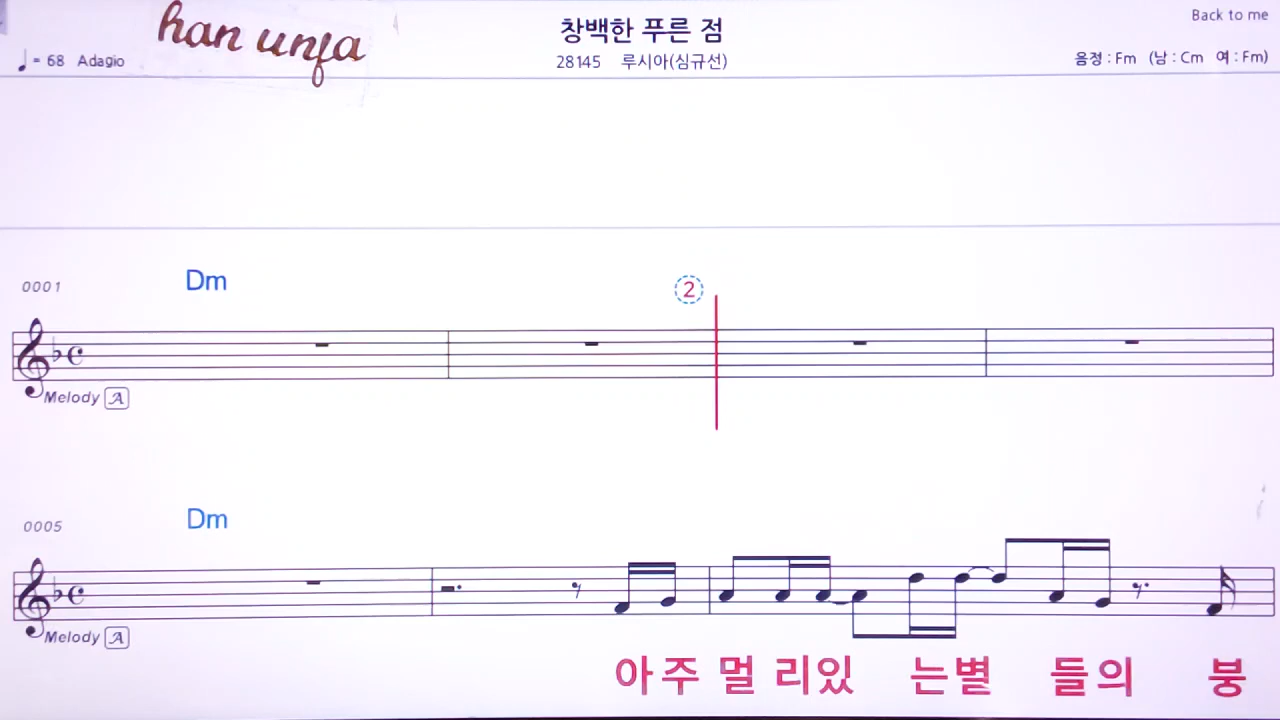 han unfa
창백한 푸른 점
Back to me
♩= 68 Adagio
28145 루시아(심규선)
음정 : Fm (남 : Cm 여 : Fm)
0001 Dm ②
Melody A
0005 Dm
Melody A
아주 멀 리있 는별 들의 붕